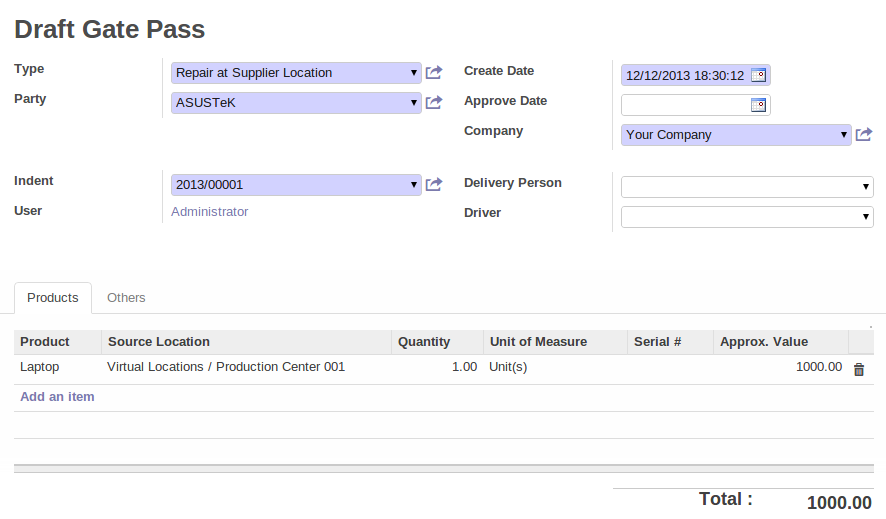 Draft Gate Pass
Type Repair at Supplier Location
Party ASUSTeK
Create Date 12/12/2013 18:30:12
Approve Date
Company Your Company
Indent 2013/00001
User Administrator
Delivery Person
Driver
Products Others
Product Source Location Quantity Unit of Measure Serial # Approx. Value
Laptop Virtual Locations / Production Center 001 1.00 Unit(s) 1000.00
Add an item
Total : 1000.00